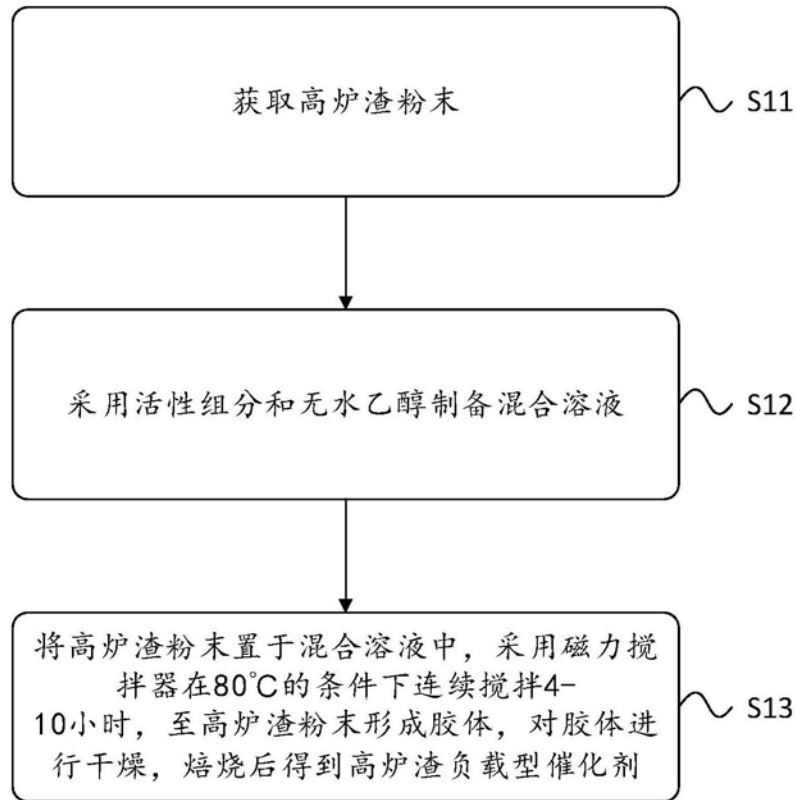 获取高炉渣粉末
S11
采用活性组分和无水乙醇制备混合溶液
S12
将高炉渣粉末置于混合溶液中，采用磁力搅
拌器在80℃的条件下连续搅拌4-
10小时，至高炉渣粉末形成胶体，对胶体进
行干燥，焙烧后得到高炉渣负载型催化剂
S13